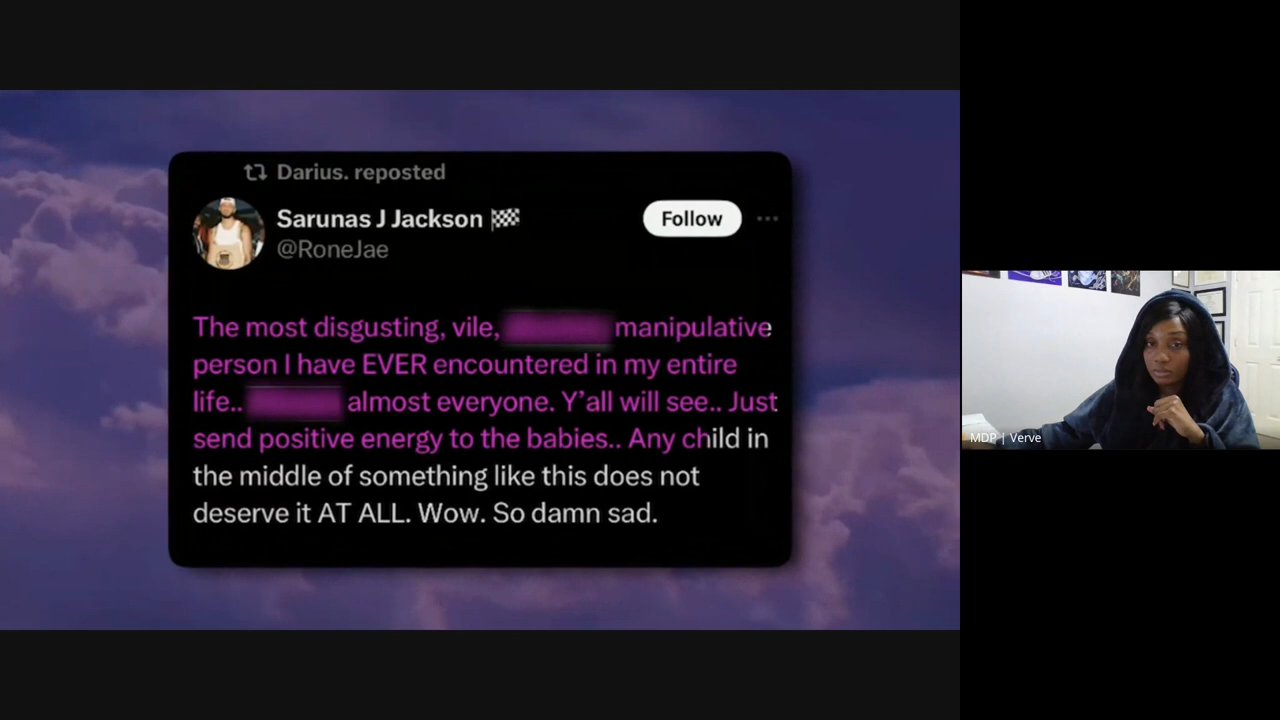 Darius. reposted
Sarunas J Jackson
@RoneJae
Follow
The most disgusting, vile, manipulative
person I have EVER encountered in my entire
life.. almost everyone. Y’all will see.. Just
send positive energy to the babies.. Any child in
the middle of something like this does not
deserve it AT ALL. Wow. So damn sad.
MDP | Verve